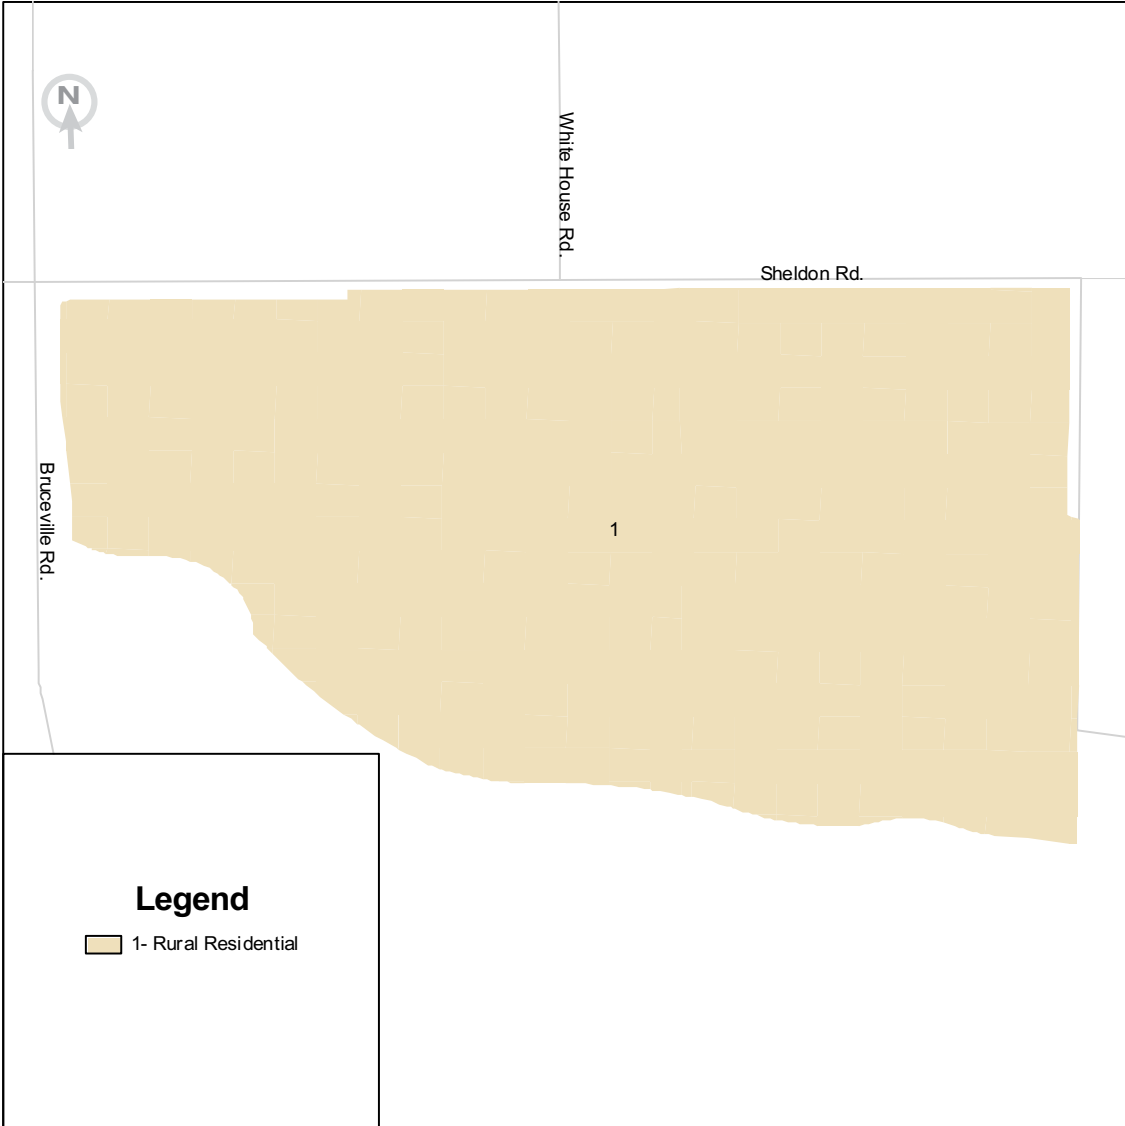 N
White House Rd.
Sheldon Rd.
Bruceville Rd.
1
Legend
1- Rural Residential